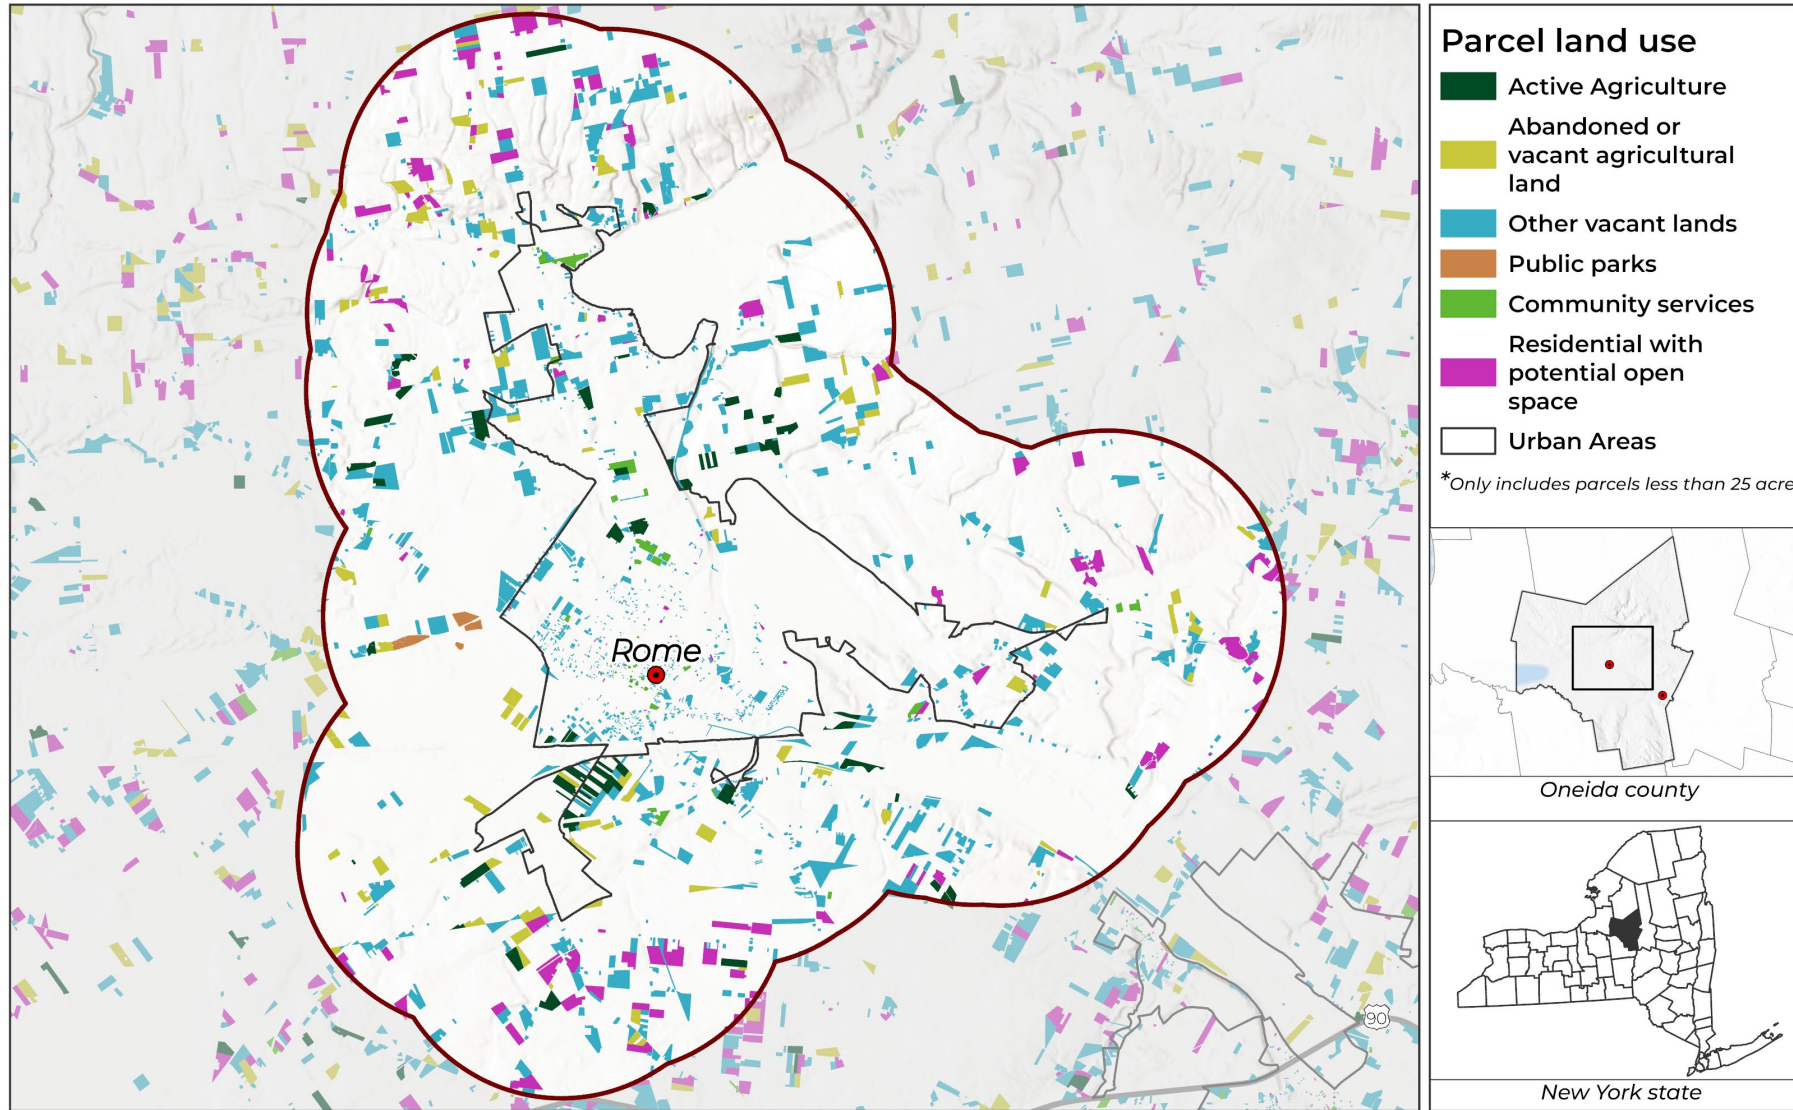 Parcel land use
Active Agriculture
Abandoned or
vacant agricultural
land
Other vacant lands
Public parks
Community services
Residential with
potential open
space
Urban Areas
*Only includes parcels less than 25 acre
Rome
90
Oneida county
New York state